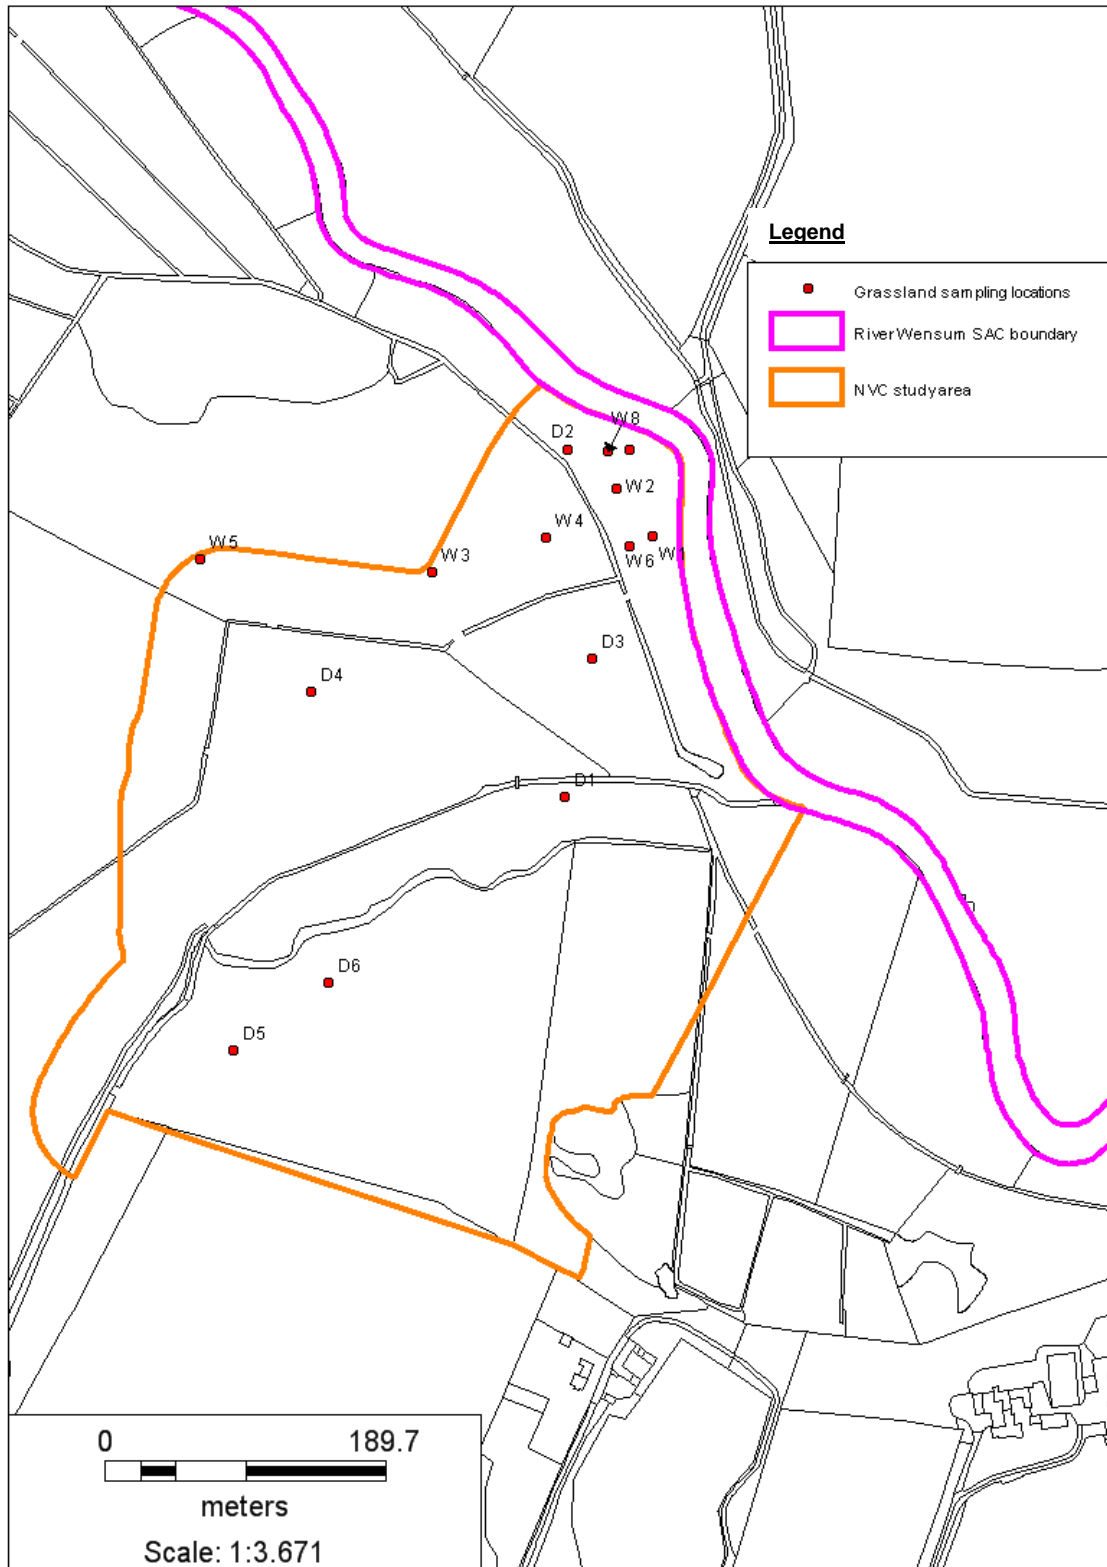 Legend
Grassland sampling locations
River Wensum SAC boundary
NVC study area
W8
D2
W2
W4
W1
W6
W5
W3
D3
D4
D1
D6
D5
0 189.7
meters
Scale: 1:3.671